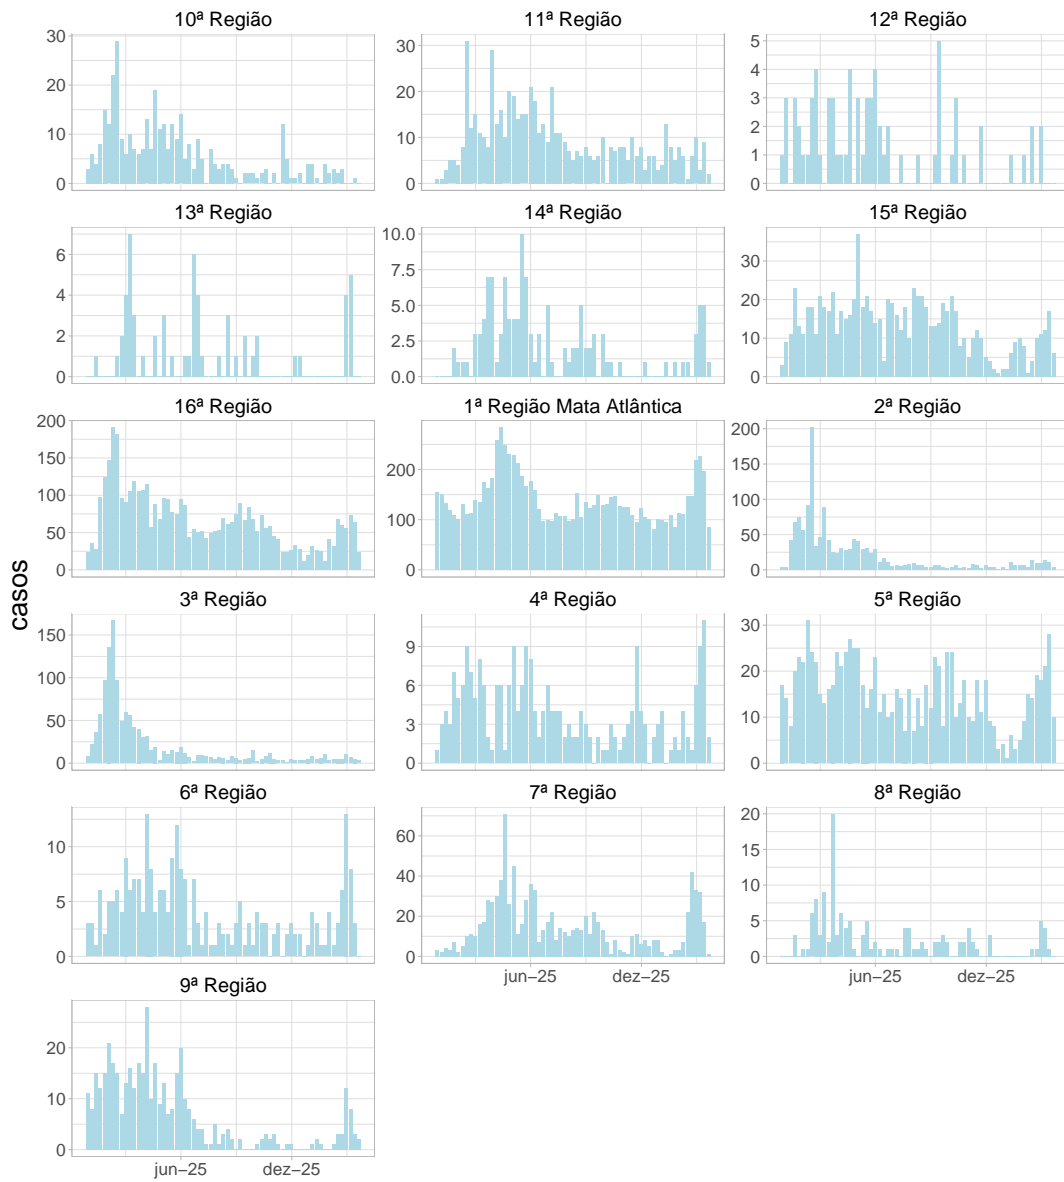 10ª Região
11ª Região
12ª Região
30
20
10
0
30
20
10
0
5
4
3
2
1
0
13ª Região
14ª Região
15ª Região
6
4
2
0
10.0
7.5
5.0
2.5
0.0
30
20
10
0
16ª Região
1ª Região Mata Atlântica
2ª Região
200
150
100
50
0
200
100
0
200
150
100
50
0
casos
3ª Região
4ª Região
5ª Região
150
100
50
0
9
6
3
0
30
20
10
0
6ª Região
7ª Região
8ª Região
10
5
0
60
40
20
0
20
15
10
5
0
jun−25
dez−25
jun−25
dez−25
9ª Região
20
10
0
jun−25
dez−25